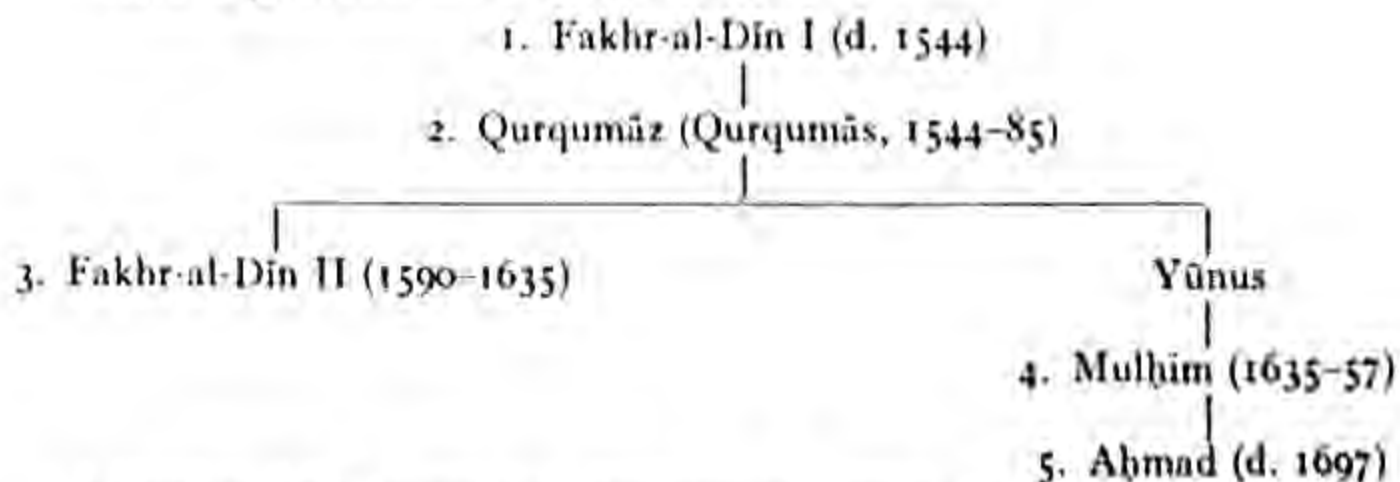 1. Fakhr-al-Dīn I (d. 1544)
2. Qurqumāz (Qurqumās, 1544–85)
3. Fakhr-al-Dīn II (1590–1635)
Yūnus
4. Mulḥim (1635–57)
5. Aḥmad (d. 1697)